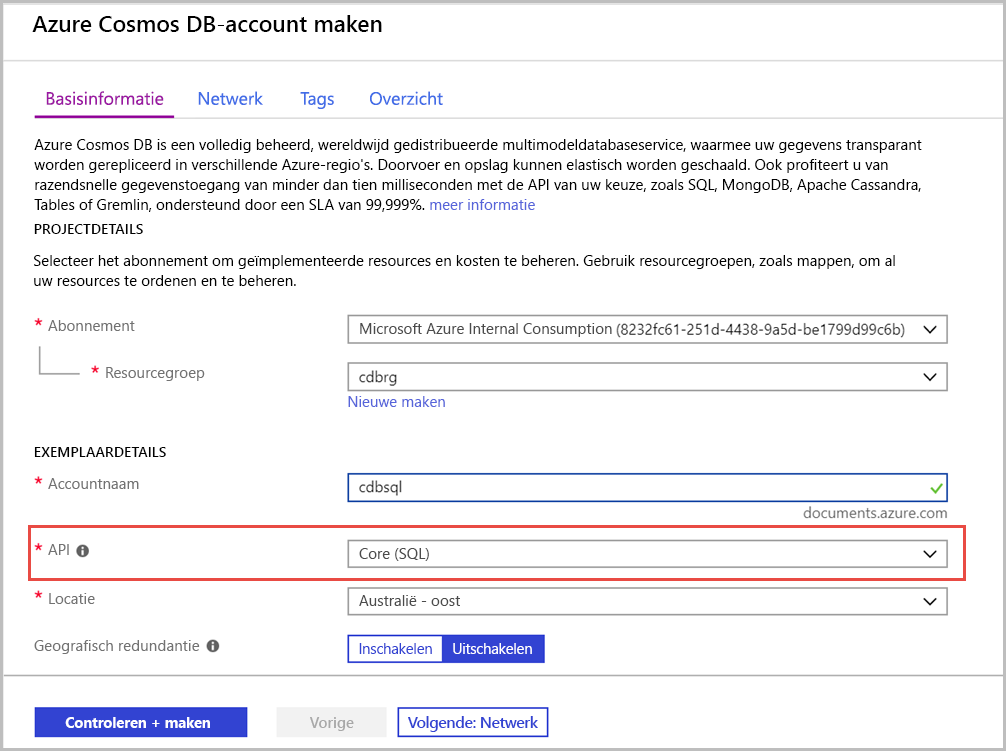 Azure Cosmos DB-account maken
Basisinformatie Netwerk Tags Overzicht
Azure Cosmos DB is een volledig beheerd, wereldwijd gedistribueerde multimodeldatabaseservice, waarmee uw gegevens transparant
worden gerepliceerd in verschillende Azure-regio's. Doorvoer en opslag kunnen elastisch worden geschaald. Ook profiteert u van
razendsnelle gegevenstoegang van minder dan tien milliseconden met de API van uw keuze, zoals SQL, MongoDB, Apache Cassandra,
Tables of Gremlin, ondersteund door een SLA van 99,999%. meer informatie
PROJECTDETAILS
Selecteer het abonnement om geïmplementeerde resources en kosten te beheren. Gebruik resourcegroepen, zoals mappen, om al
uw resources te ordenen en te beheren.
* Abonnement Microsoft Azure Internal Consumption (8232fc61-251d-4438-9a5d-be1799d99c6b)
* Resourcegroep cdbrg
Nieuwe maken
EXEMPLAARDETAILS
* Accountnaam cdbsql
documents.azure.com
* API Core (SQL)
* Locatie Australië - oost
Geografisch redundantie Inschakelen Uitschakelen
Controleren + maken Vorige Volgende: Netwerk